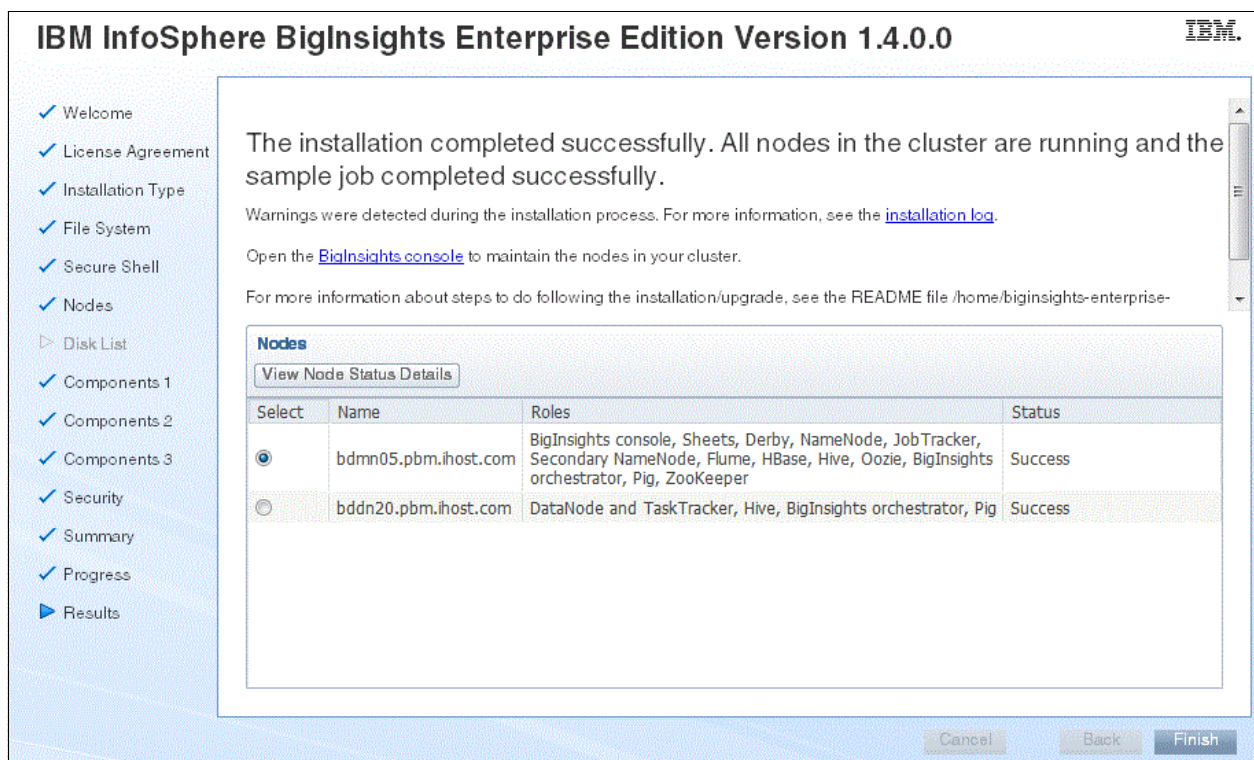 IBM InfoSphere BigInsights Enterprise Edition Version 1.4.0.0
IBM.
Welcome
License Agreement
Installation Type
File System
Secure Shell
Nodes
Disk List
Components 1
Components 2
Components 3
Security
Summary
Progress
Results
The installation completed successfully. All nodes in the cluster are running and the
sample job completed successfully.
Warnings were detected during the installation process. For more information, see the installation log.
Open the BigInsights console to maintain the nodes in your cluster.
For more information about steps to do following the installation/upgrade, see the README file /home/biginsights-enterprise-
Nodes
View Node Status Details
Select Name Roles Status
BigInsights console, Sheets, Derby, NameNode, JobTracker,
bdmn05.pbm.ihost.com Secondary NameNode, Flume, HBase, Hive, Oozie, BigInsights Success
orchestrator, Pig, ZooKeeper
bddn20.pbm.ihost.com DataNode and TaskTracker, Hive, BigInsights orchestrator, Pig Success
Cancel Back Finish